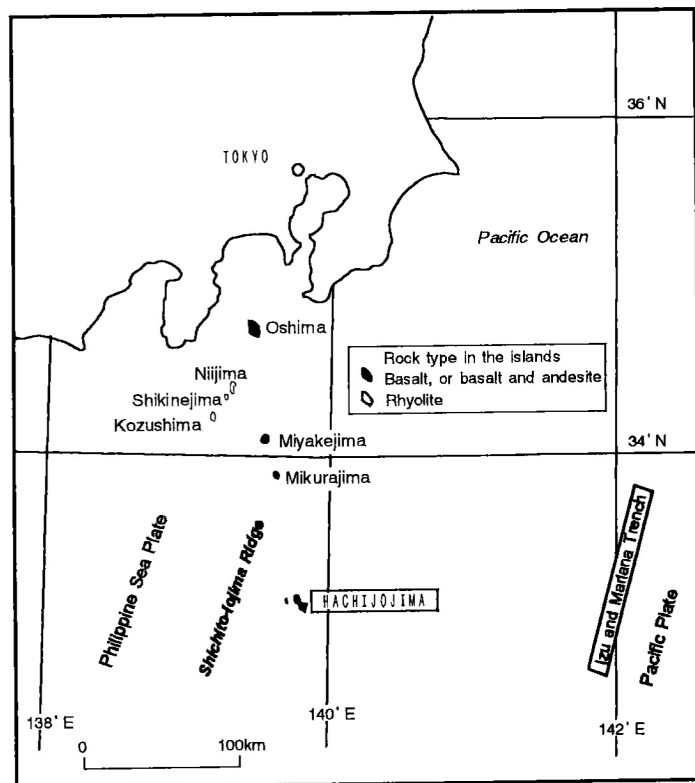 36° N
TOKYO
Pacific Ocean
Oshima
Rock type in the islands
Basalt, or basalt and andesite
Rhyolite
Niijima
Shikinejima
Kozushima
Miyakejima
34° N
Mikurajima
Philippine Sea Plate
Shichito-Iojima Ridge
HACHIJOJIMA
Izu and Mariana Trench
Pacific Plate
138° E
140° E
142° E
0
100km